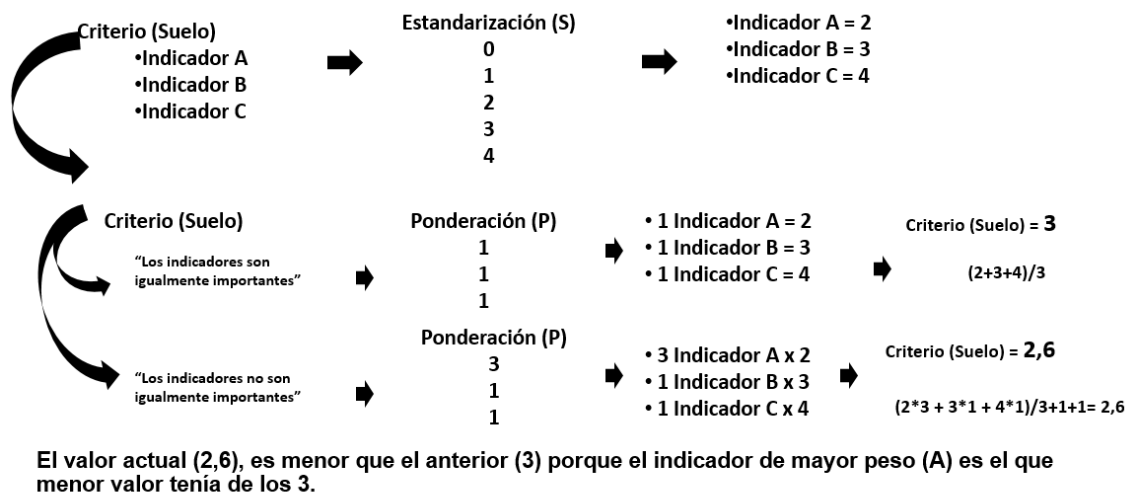 Criterio (Suelo)
•Indicador A
•Indicador B
•Indicador C
Estandarización (S)
0
1
2
3
4
•Indicador A = 2
•Indicador B = 3
•Indicador C = 4
Criterio (Suelo)
“Los indicadores son
igualmente importantes”
Ponderación (P)
1
1
1
• 1 Indicador A = 2
• 1 Indicador B = 3
• 1 Indicador C = 4
Criterio (Suelo) = 3
(2+3+4)/3
“Los indicadores no son
igualmente importantes”
Ponderación (P)
3
1
1
• 3 Indicador A x 2
• 1 Indicador B x 3
• 1 Indicador C x 4
Criterio (Suelo) = 2,6
(2*3 + 3*1 + 4*1)/3+1+1= 2,6
El valor actual (2,6), es menor que el anterior (3) porque el indicador de mayor peso (A) es el que
menor valor tenía de los 3.